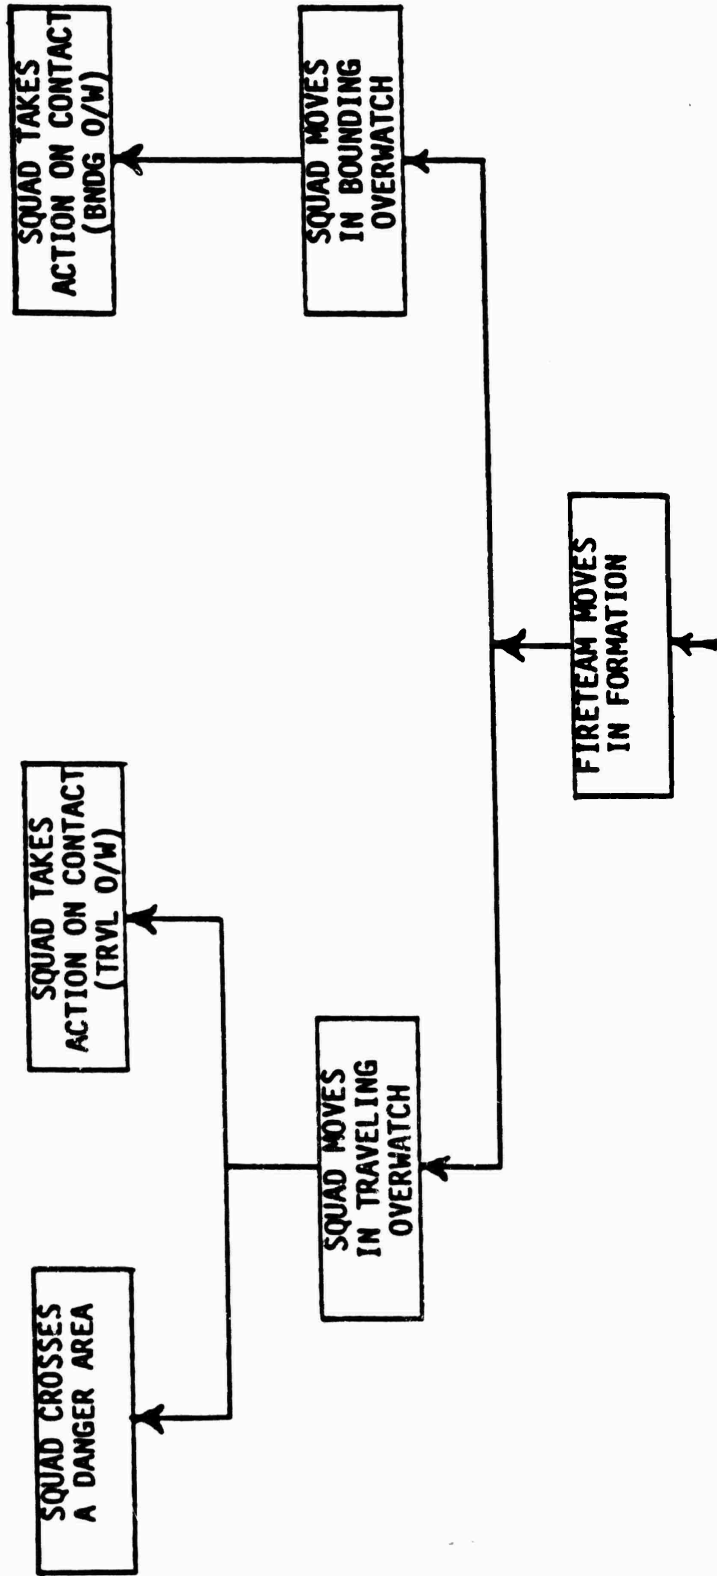 SQUAD CROSSES
A DANGER AREA
SQUAD TAKES
ACTION ON CONTACT
(TRVL O/W)
SQUAD TAKES
ACTION ON CONTACT
(BNDG O/W)
SQUAD MOVES
IN TRAVELING
OVERWATCH
SQUAD MOVES
IN BOUNDING
OVERWATCH
FIRETEAM MOVES
IN FORMATION